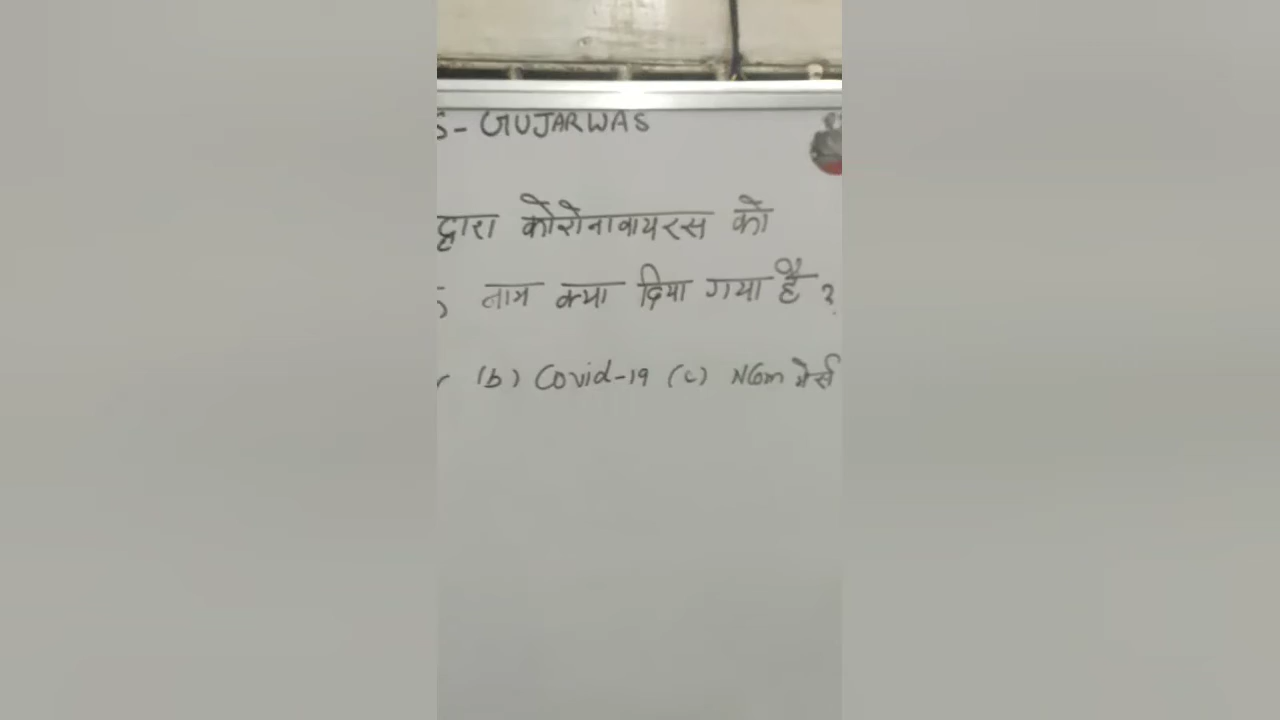 - GUJARWAS
द्वारा कोरोनावायरस को
नाम क्या दिया गया है ?
(b) Covid-19 (c) NGm मेर्स